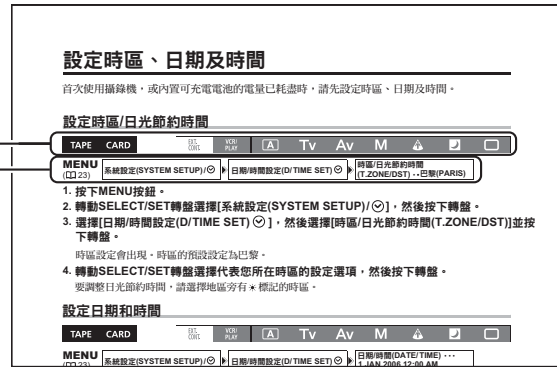 設定時區、日期及時間
首次使用攝錄機，或內置可充電電池的電量已耗盡時，請先設定時區、日期及時間。
設定時區/日光節約時間
TAPE CARD EXT. CONT. VCR/PLAY A Tv Av M
MENU
(23)
系統設定(SYSTEM SETUP)/ 日期/時間設定(D/TIME SET) 時區/日光節約時間
(T.ZONE/DST)‧‧巴黎(PARIS)
1. 按下MENU按鈕。
2. 轉動SELECT/SET轉盤選擇[系統設定(SYSTEM SETUP)/]，然後按下轉盤。
3. 選擇[日期/時間設定(D/TIME SET)]，然後選擇[時區/日光節約時間(T.ZONE/DST)]並按
下轉盤。
時區設定會出現。時區的預設設定為巴黎。
4. 轉動SELECT/SET轉盤選擇代表您所在時區的設定選項，然後按下轉盤。
要調整日光節約時間，請選擇地區旁有☀標記的時區。
設定日期和時間
TAPE CARD EXT. CONT. VCR/PLAY A Tv Av M
MENU
(23)
系統設定(SYSTEM SETUP)/ 日期/時間設定(D/TIME SET) 日期/時間(DATE/TIME)‧‧‧
1.JAN 2006 12:00 AM